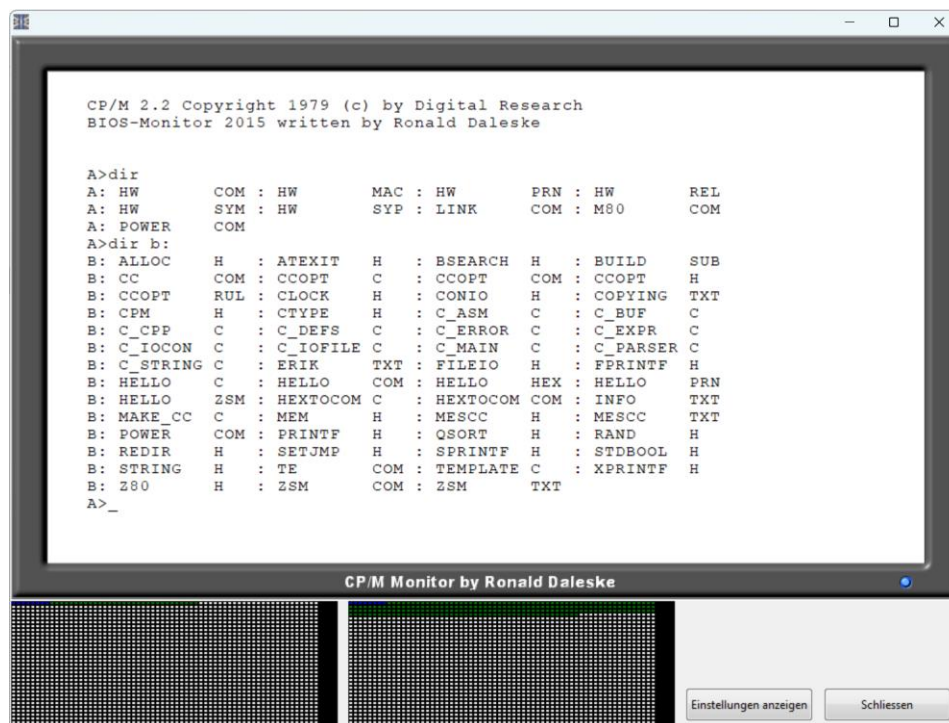 CP/M 2.2 Copyright 1979 (c) by Digital Research
BIOS-Monitor 2015 written by Ronald Daleske
A>dir
A: HW       COM : HW       MAC : HW       PRN : HW       REL
A: HW       SYM : HW       SYP : LINK     COM : M80      COM
A: POWER    COM
A>dir b:
B: ALLOC    H   : ATEXIT   H   : BSEARCH  H   : BUILD    SUB
B: CC       COM : CCOPT    C   : CCOPT    COM : CCOPT    H
B: CCOPT    RUL : CLOCK    H   : CONIO    H   : COPYING  TXT
B: CPM      H   : CTYPE    H   : C_ASM    C   : C_BUF    C
B: C_CPP    C   : C_DEFS   C   : C_ERROR  C   : C_EXPR   C
B: C_IOCON  C   : C_IOFILE C   : C_MAIN   C   : C_PARSER C
B: C_STRING C   : ERIK     TXT : FILEIO   H   : FPRINTF  H
B: HELLO    C   : HELLO    COM : HELLO    HEX : HELLO    PRN
B: HELLO    ZSM : HEXTOCOM C   : HEXTOCOM COM : INFO     TXT
B: MAKE_CC  C   : MEM      H   : MESCC    H   : MESCC    TXT
B: POWER    COM : PRINTF   H   : QSORT    H   : RAND     H
B: REDIR    H   : SETJMP   H   : SPRINTF  H   : STDBOOL  H
B: STRING   H   : TE       COM : TEMPLATE C   : XPRINTF  H
B: Z80      H   : ZSM      COM : ZSM      TXT
A>_
CP/M Monitor by Ronald Daleske
Einstellungen anzeigen Schliessen